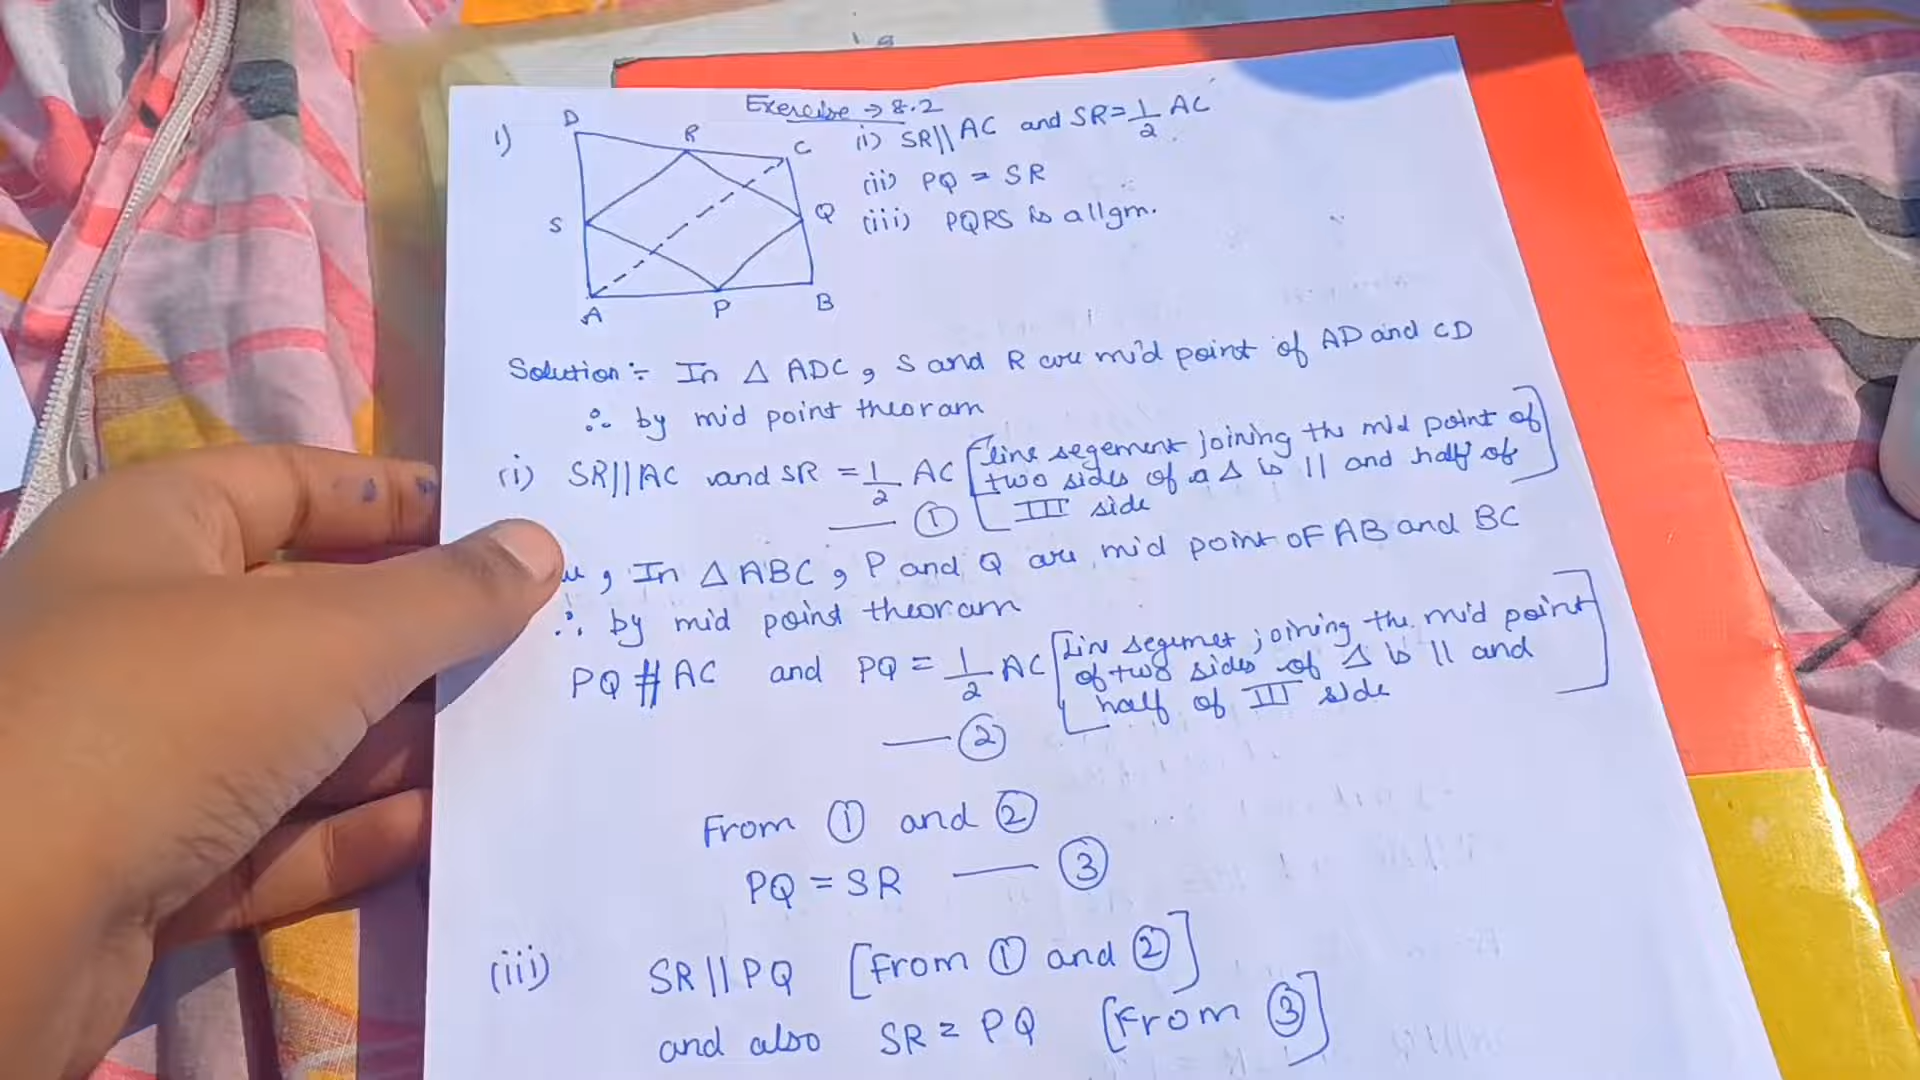 Exercise → 8.2
1)
D
R
C
S
Q
A
P
B
(i) SR||AC and SR=1/2 AC
(ii) PQ = SR
(iii) PQRS is a llgm.
Solution :- In △ ADC, S and R are mid point of AD and CD
∴ by mid point theoram
(i) SR||AC and SR = 1/2 AC [line segement joining the mid point of
two sides of a △ is || and half of
III side]
—— ①
, In △ ABC, P and Q are mid point of AB and BC
∴ by mid point theoram
PQ || AC and PQ = 1/2 AC [Lin segemet joining the mid point
of two sides of △ is || and
half of III side]
—— ②
From ① and ②
PQ = SR —— ③
(iii) SR||PQ [From ① and ②]
and also SR = PQ [From ③]